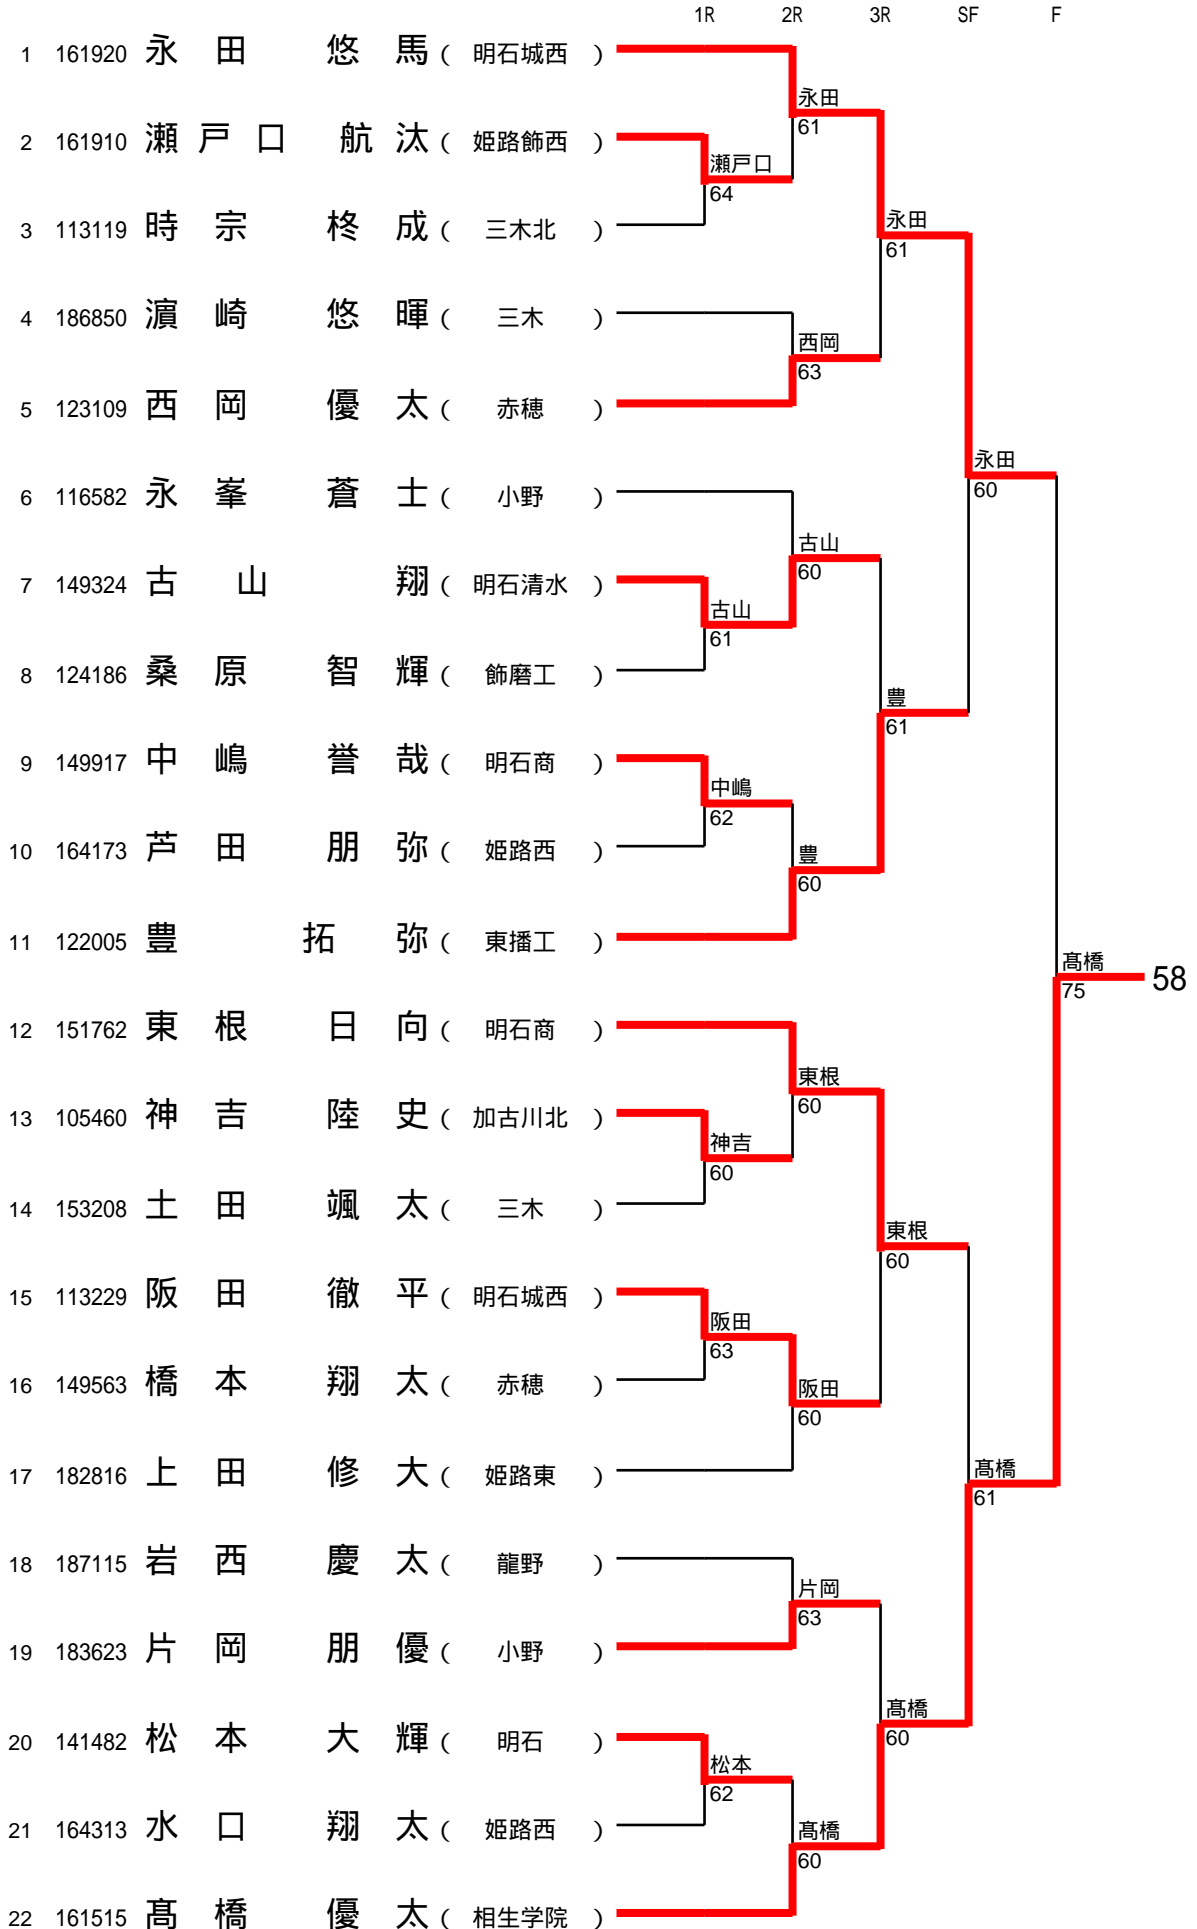 1R 2R 3R SF F
1 161920 永田 悠馬 ( 明石城西 )
永田
61
2 161910 瀬戸口 航汰 ( 姫路飾西 )
瀬戸口
64
3 113119 時宗 柊成 ( 三木北 )
永田
61
4 186850 濵崎 悠暉 ( 三木 )
西岡
63
5 123109 西岡 優太 ( 赤穂 )
永田
60
6 116582 永峯 蒼士 ( 小野 )
古山
60
7 149324 古山 翔 ( 明石清水 )
古山
61
8 124186 桑原 智輝 ( 飾磨工 )
豊
61
9 149917 中嶋 誉哉 ( 明石商 )
中嶋
62
10 164173 芦田 朋弥 ( 姫路西 )
豊
60
11 122005 豊 拓弥 ( 東播工 )
髙橋
75
58
12 151762 東根 日向 ( 明石商 )
東根
60
13 105460 神吉 陸史 ( 加古川北 )
神吉
60
14 153208 土田 颯太 ( 三木 )
東根
60
15 113229 阪田 徹平 ( 明石城西 )
阪田
63
16 149563 橋本 翔太 ( 赤穂 )
阪田
60
17 182816 上田 修大 ( 姫路東 )
髙橋
61
18 187115 岩西 慶太 ( 龍野 )
片岡
63
19 183623 片岡 朋優 ( 小野 )
髙橋
60
20 141482 松本 大輝 ( 明石 )
松本
62
21 164313 水口 翔太 ( 姫路西 )
髙橋
60
22 161515 髙橋 優太 ( 相生学院 )